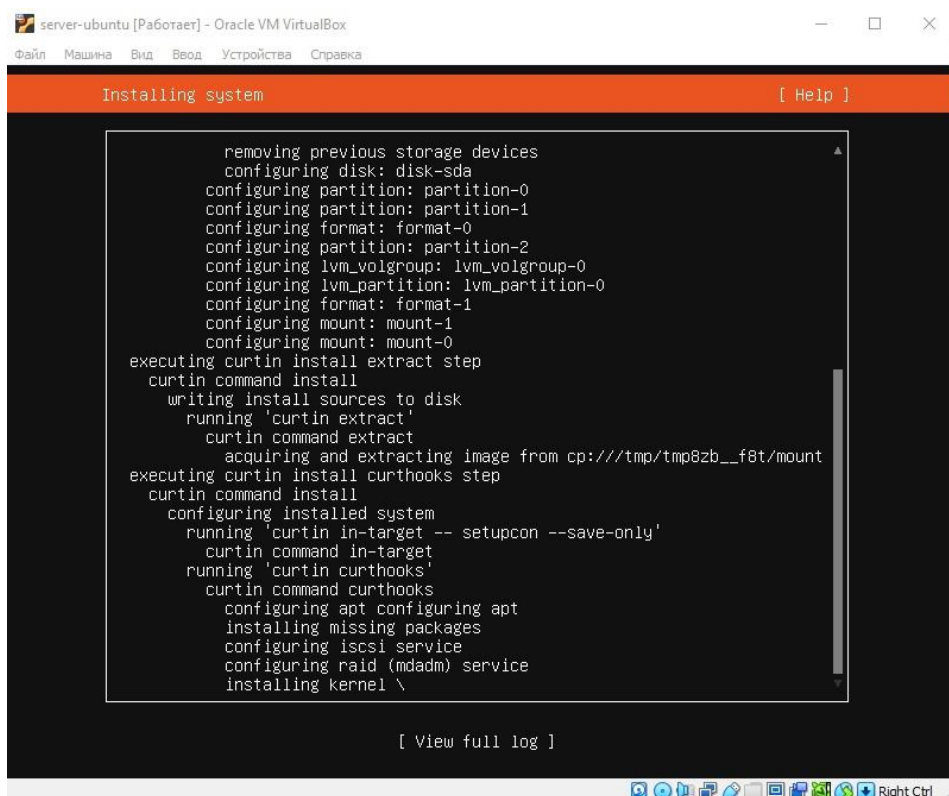 server-ubuntu [Работает] - Oracle VM VirtualBox
Файл Машина Вид Ввод Устройства Справка
Installing system [ Help ]
removing previous storage devices
configuring disk: disk-sda
configuring partition: partition-0
configuring partition: partition-1
configuring format: format-0
configuring partition: partition-2
configuring lvm_volgroup: lvm_volgroup-0
configuring lvm_partition: lvm_partition-0
configuring format: format-1
configuring mount: mount-1
configuring mount: mount-0
executing curtin install extract step
curtin command install
writing install sources to disk
running 'curtin extract'
curtin command extract
acquiring and extracting image from cp:///tmp/tmp8zb__f8t/mount
executing curtin install curthooks step
curtin command install
configuring installed system
running 'curtin in-target -- setupcon --save-only'
curtin command in-target
running 'curtin curthooks'
curtin command curthooks
configuring apt configuring apt
installing missing packages
configuring iscsi service
configuring raid (mdadm) service
installing kernel \
[ View full log ]
Right Ctrl